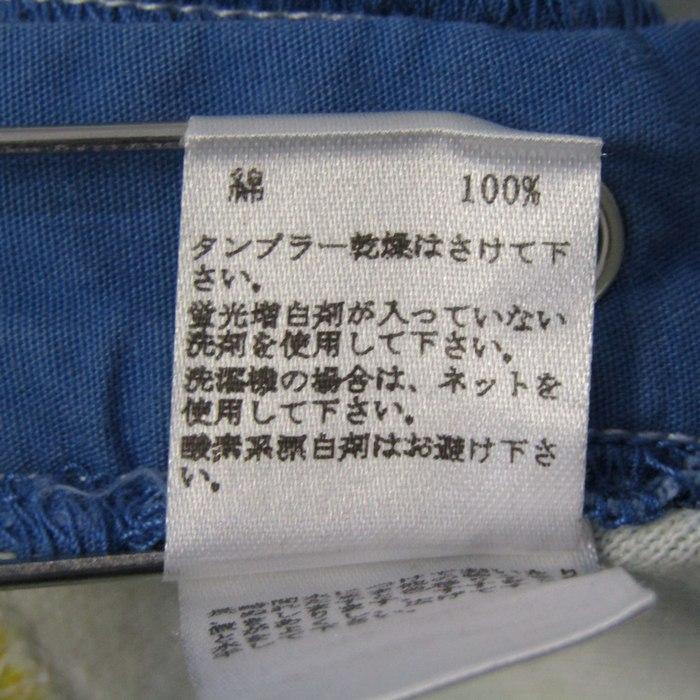 綿 100%
タンブラー乾燥はさけて下
さい。
蛍光増白剤が入っていない
洗剤を使用して下さい。
洗濯機の場合は、ネットを
使用して下さい。
酸素系漂白剤はお避け下さ
い。